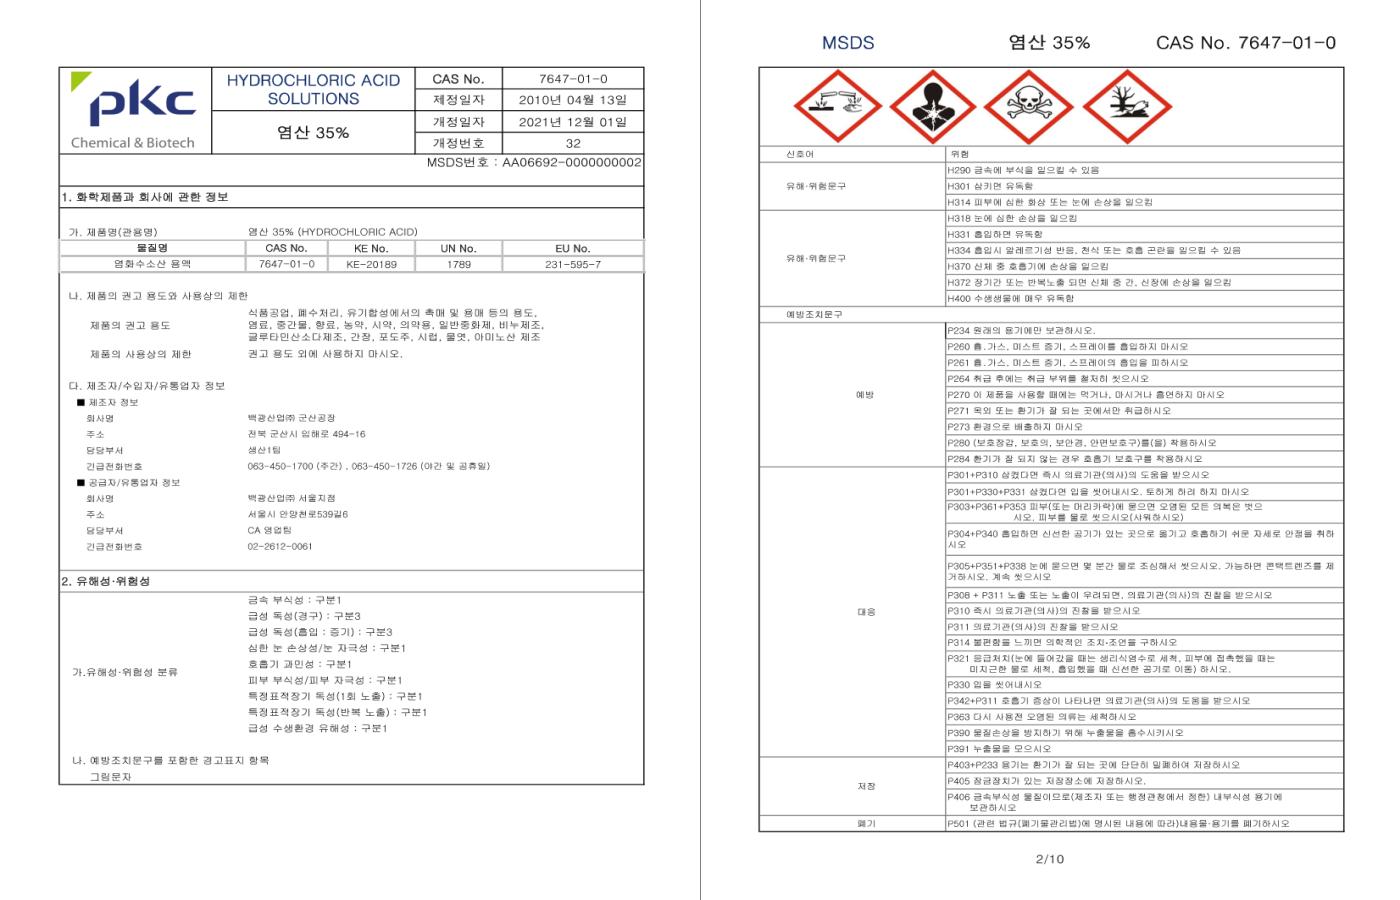 pkc
Chemical & Biotech
HYDROCHLORIC ACID
SOLUTIONS
염산 35%
CAS No. 7647-01-0
제정일자 2010년 04월 13일
개정일자 2021년 12월 01일
개정번호 32
MSDS번호 : AA06692-0000000002
1. 화학제품과 회사에 관한 정보
가. 제품명(관용명) 염산 35% (HYDROCHLORIC ACID)
물질명 CAS No. KE No. UN No. EU No.
염화수소산 용액 7647-01-0 KE-20189 1789 231-595-7
나. 제품의 권고 용도와 사용상의 제한
제품의 권고 용도
식품공업, 폐수처리, 유기합성에서의 촉매 및 용매 등의 용도,
염료, 중간물, 향료, 농약, 시약, 의약용, 일반중화제, 비누제조,
글루타민산소다제조, 간장, 포도주, 시럽, 물엿, 아미노산 제조
제품의 사용상의 제한 권고 용도 외에 사용하지 마시오.
다. 제조자/수입자/유통업자 정보
■ 제조자 정보
회사명 백광산업㈜ 군산공장
주소 전북 군산시 임해로 494-16
담당부서 생산1팀
긴급전화번호 063-450-1700 (주간) , 063-450-1726 (야간 및 공휴일)
■ 공급자/유통업자 정보
회사명 백광산업㈜ 서울지점
주소 서울시 안양천로539길6
담당부서 CA 영업팀
긴급전화번호 02-2612-0061
2. 유해성·위험성
가.유해성·위험성 분류
금속 부식성 : 구분1
급성 독성(경구) : 구분3
급성 독성(흡입 : 증기) : 구분3
심한 눈 손상성/눈 자극성 : 구분1
호흡기 과민성 : 구분1
피부 부식성/피부 자극성 : 구분1
특정표적장기 독성(1회 노출) : 구분1
특정표적장기 독성(반복 노출) : 구분1
급성 수생환경 유해성 : 구분1
나. 예방조치문구를 포함한 경고표지 항목
그림문자
MSDS 염산 35% CAS No. 7647-01-0
신호어 위험
유해·위험문구
H290 금속에 부식을 일으킬 수 있음
H301 삼키면 유독함
H314 피부에 심한 화상 또는 눈에 손상을 일으킴
유해·위험문구
H318 눈에 심한 손상을 일으킴
H331 흡입하면 유독함
H334 흡입시 알레르기성 반응, 천식 또는 호흡 곤란을 일으킬 수 있음
H370 신체 중 호흡기에 손상을 일으킴
H372 장기간 또는 반복노출 되면 신체 중 간, 신장에 손상을 일으킴
H400 수생생물에 매우 유독함
예방조치문구
예방
P234 원래의 용기에만 보관하시오.
P260 흄.가스, 미스트 증기, 스프레이를 흡입하지 마시오
P261 흄.가스, 미스트 증기, 스프레이의 흡입을 피하시오
P264 취급 후에는 취급 부위를 철저히 씻으시오
P270 이 제품을 사용할 때에는 먹거나, 마시거나 흡연하지 마시오
P271 옥외 또는 환기가 잘 되는 곳에서만 취급하시오
P273 환경으로 배출하지 마시오
P280 (보호장갑, 보호의, 보안경, 안면보호구)를(을) 착용하시오
P284 환기가 잘 되지 않는 경우 호흡기 보호구를 착용하시오
대응
P301+P310 삼켰다면 즉시 의료기관(의사)의 도움을 받으시오
P301+P330+P331 삼켰다면 입을 씻어내시오. 토하게 하려 하지 마시오
P303+P361+P353 피부(또는 머리카락)에 묻으면 오염된 모든 의복은 벗으
시오, 피부를 물로 씻으시오(샤워하시오)
P304+P340 흡입하면 신선한 공기가 있는 곳으로 옮기고 호흡하기 쉬운 자세로 안정을 취하
시오
P305+P351+P338 눈에 묻으면 몇 분간 물로 조심해서 씻으시오. 가능하면 콘택트렌즈를 제
거하시오. 계속 씻으시오
P308 + P311 노출 또는 노출이 우려되면, 의료기관(의사)의 진찰을 받으시오
P310 즉시 의료기관(의사)의 진찰을 받으시오
P311 의료기관(의사)의 진찰을 받으시오
P314 불편함을 느끼면 의학적인 조치·조언을 구하시오
P321 응급처치(눈에 들어갔을 때는 생리식염수로 세척, 피부에 접촉했을 때는
미지근한 물로 세척, 흡입했을 때 신선한 공기로 이동) 하시오.
P330 입을 씻어내시오
P342+P311 호흡기 증상이 나타나면 의료기관(의사)의 도움을 받으시오
P363 다시 사용전 오염된 의류는 세척하시오
P390 물질손상을 방지하기 위해 누출물을 흡수시키시오
P391 누출물을 모으시오
저장
P403+P233 용기는 환기가 잘 되는 곳에 단단히 밀폐하여 저장하시오
P405 잠금장치가 있는 저장장소에 저장하시오.
P406 금속부식성 물질이므로(제조자 또는 행정관청에서 정한) 내부식성 용기에
보관하시오
폐기 P501 (관련 법규(폐기물관리법)에 명시된 내용에 따라)내용물·용기를 폐기하시오
2/10